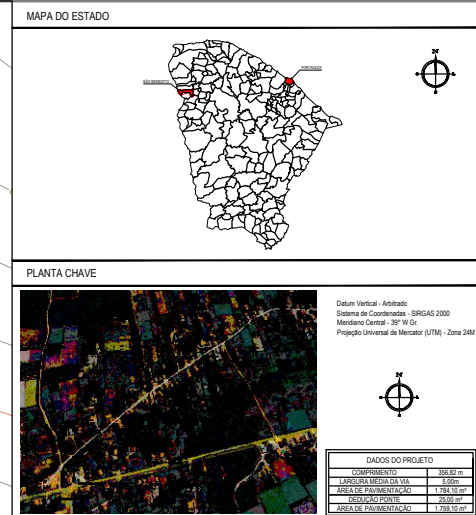 MAPA DO ESTADO
SÃO BENEDITO
FORTALEZA
N
PLANTA CHAVE
Datum Vertical - Arbitrado
Sistema de Coordenadas - SIRGAS 2000
Meridiano Central - 39° W Gr.
Projeção Universal de Mercator (UTM) - Zona 24M
N
DADOS DO PROJETO
COMPRIMENTO 356,82 m
LARGURA MÉDIA DA VIA 5,00m
ÁREA DE PAVIMENTAÇÃO 1.784,10 m²
DEDUÇÃO PONTE 25,00 m²
ÁREA DE PAVIMENTAÇÃO 1.759,10 m²